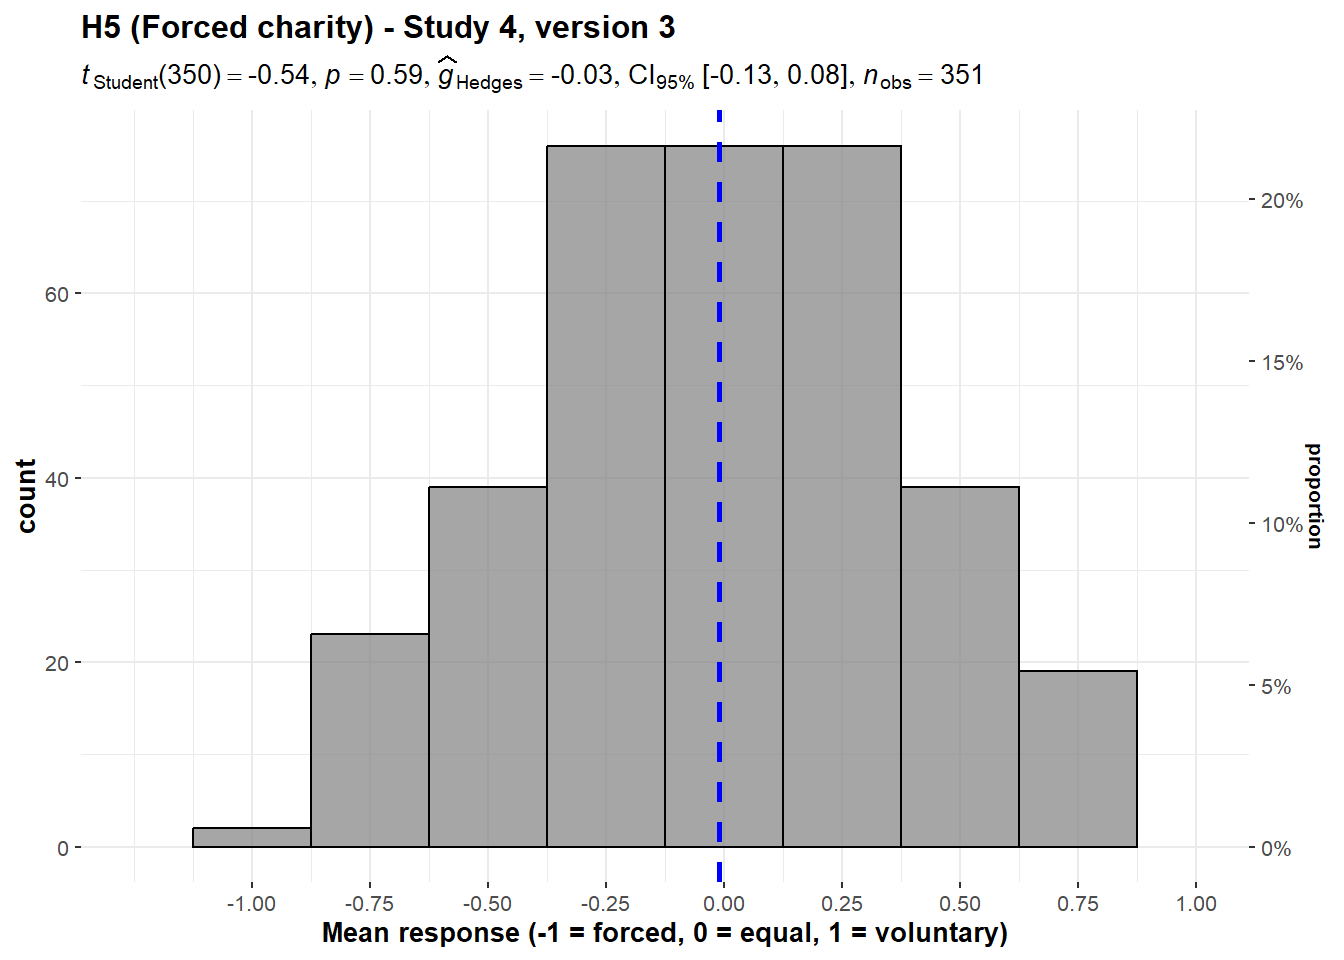 H5 (Forced charity) - Study 4, version 3
t Student(350) = -0.54, p = 0.59, ĝ Hedges = -0.03, CI95% [-0.13, 0.08], nobs = 351
20%
60
15%
count
proportion
40
10%
20
5%
0
0%
-1.00 -0.75 -0.50 -0.25 0.00 0.25 0.50 0.75 1.00
Mean response (-1 = forced, 0 = equal, 1 = voluntary)